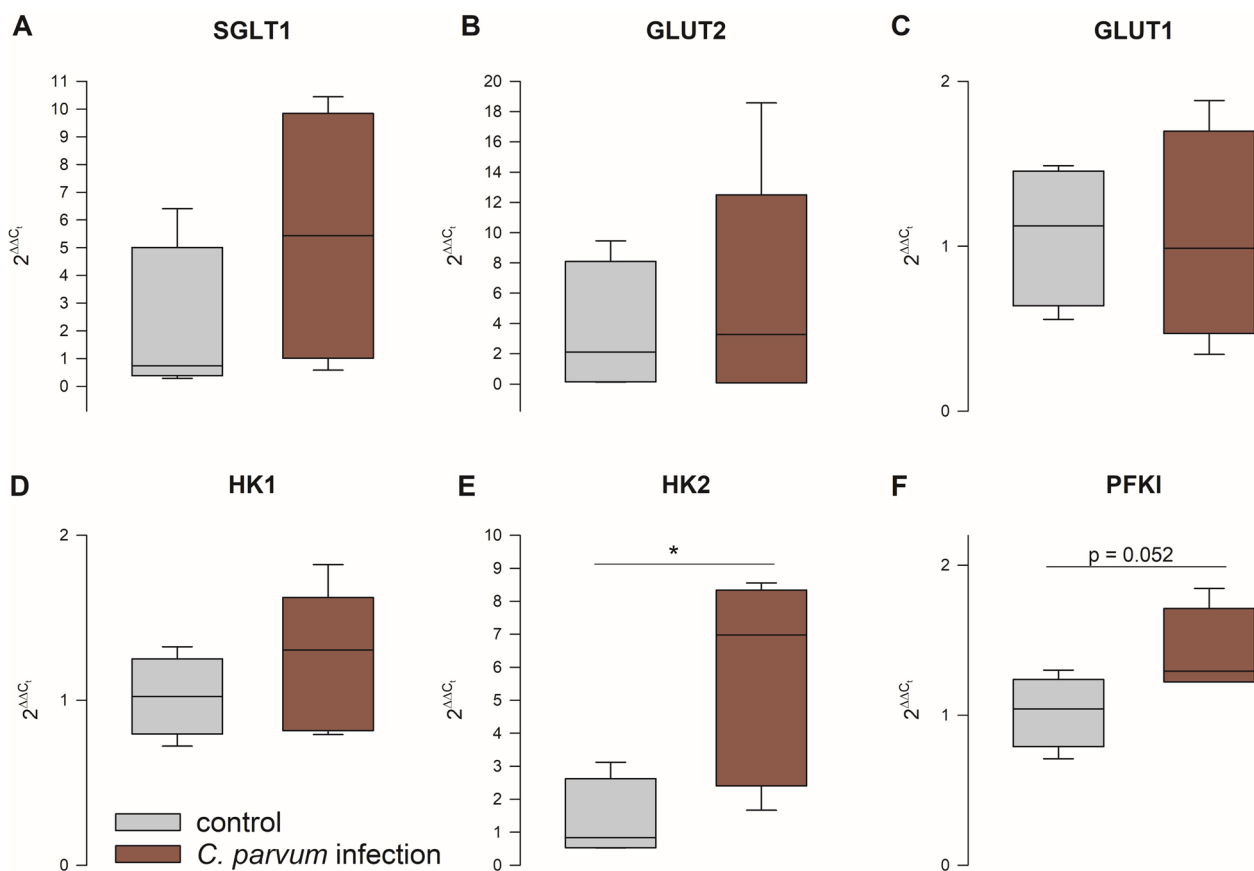 A SGLT1
B GLUT2
C GLUT1
11
10
9
8
7
6
5
4
3
2
1
0
2ΔΔCt
20
18
16
14
12
10
8
6
4
2
0
2ΔΔCt
2
1
0
2ΔΔCt
D HK1
E HK2
F PFKI
2
1
0
2ΔΔCt
control
C. parvum infection
10
9
8
7
6
5
4
3
2
1
0
2ΔΔCt
*
2
1
0
2ΔΔCt
p = 0.052